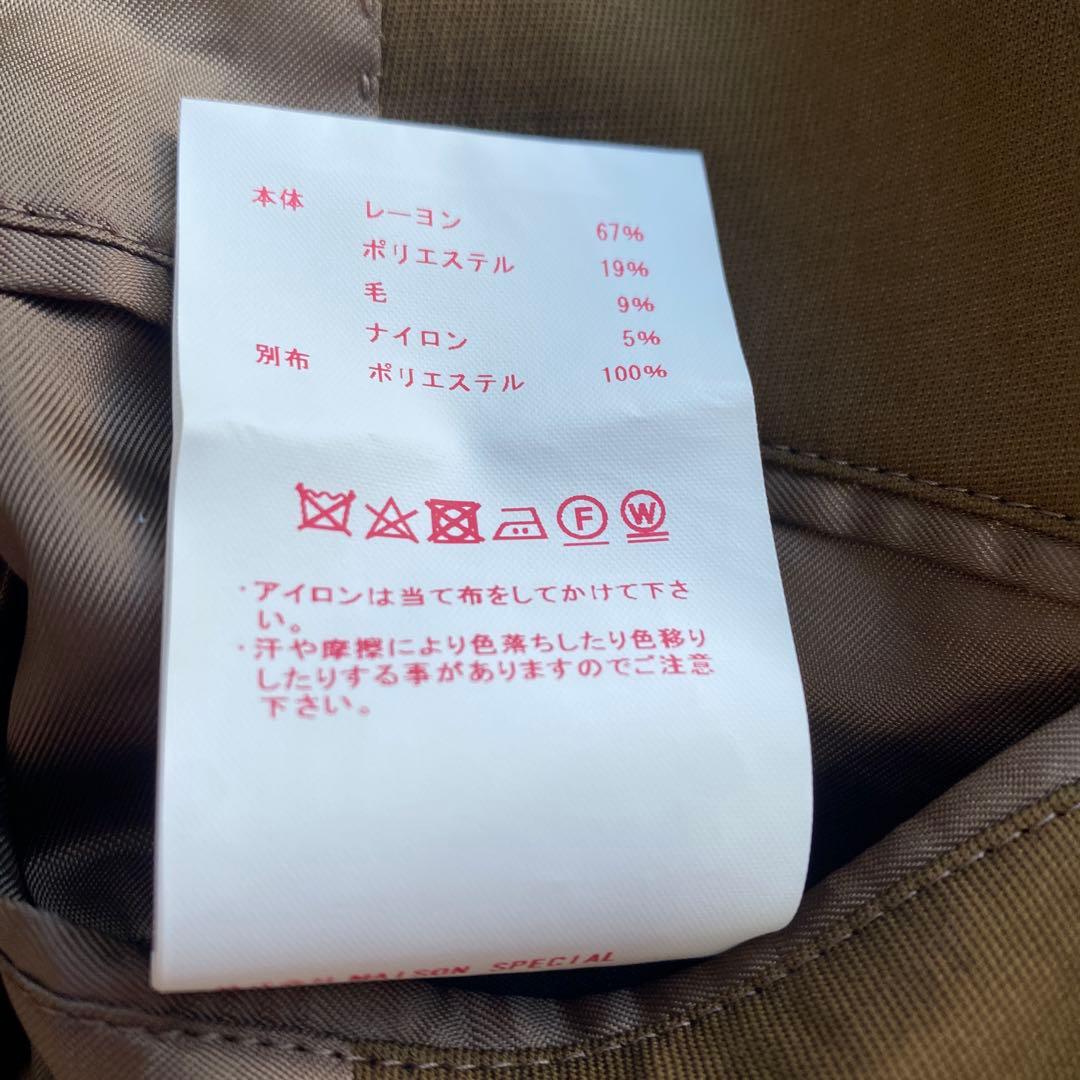 本体 レーヨン 67%
ポリエステル 19%
毛 9%
ナイロン 5%
別布 ポリエステル 100%
F W
・アイロンは当て布をしてかけて下さ
い。
・汗や摩擦により色落ちしたり色移り
したりする事がありますのでご注意
下さい。
MAISON SPECIAL